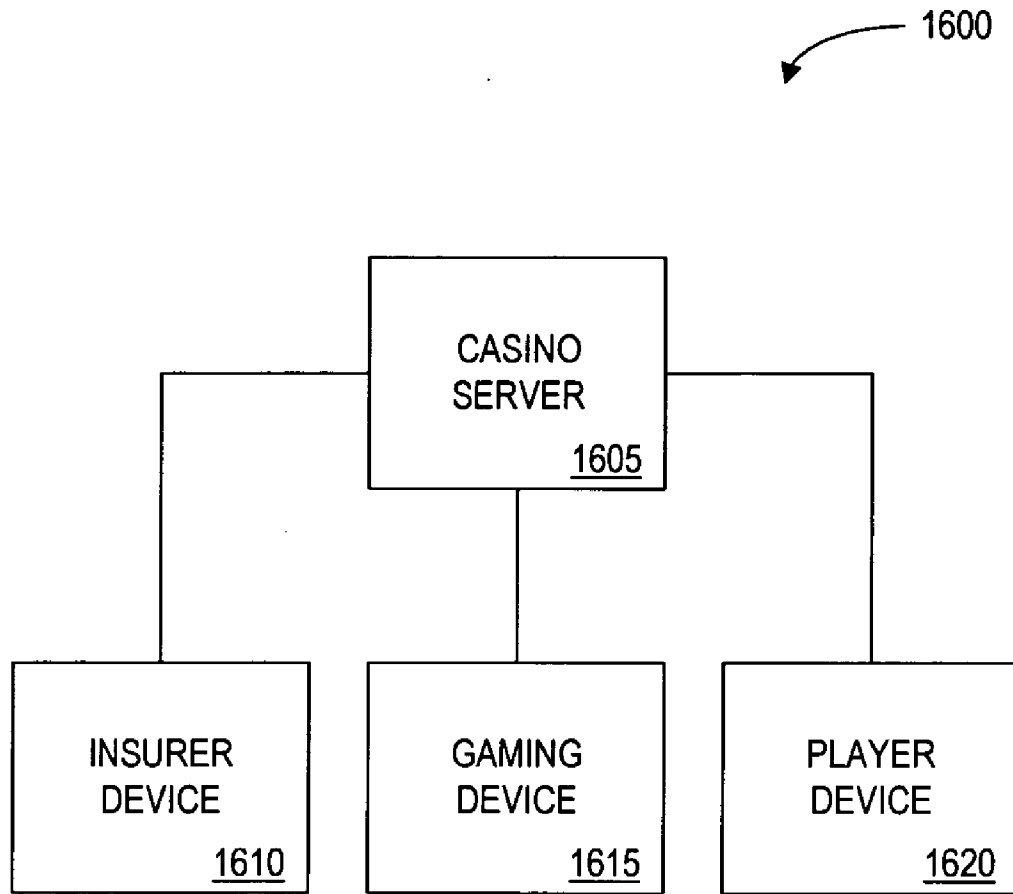 1600
CASINO
SERVER
1605
INSURER
DEVICE
1610
GAMING
DEVICE
1615
PLAYER
DEVICE
1620